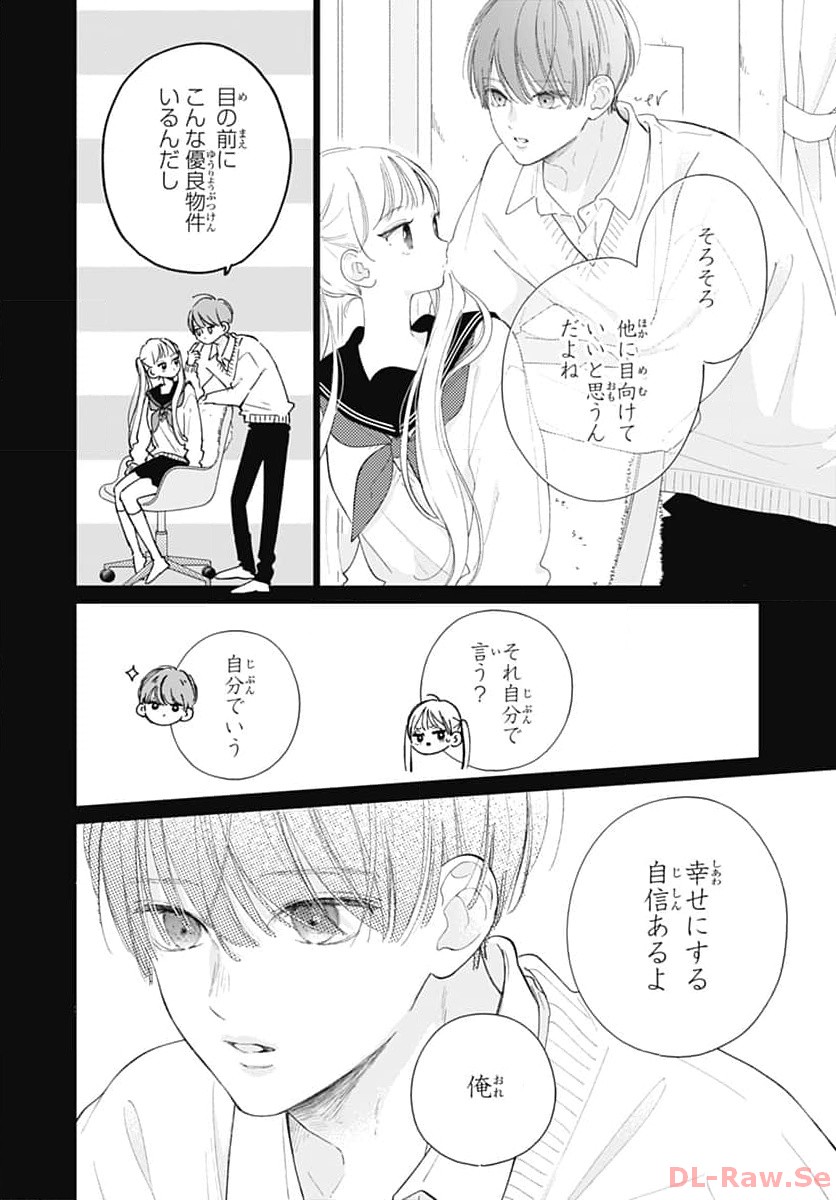 そろそろ
他に目向けて
いいと思うん
だよね
目の前に
こんな優良物件
いるんだし
それ自分で
言う？
自分でいう
幸せにする
自信あるよ
俺
DL-Raw.Se